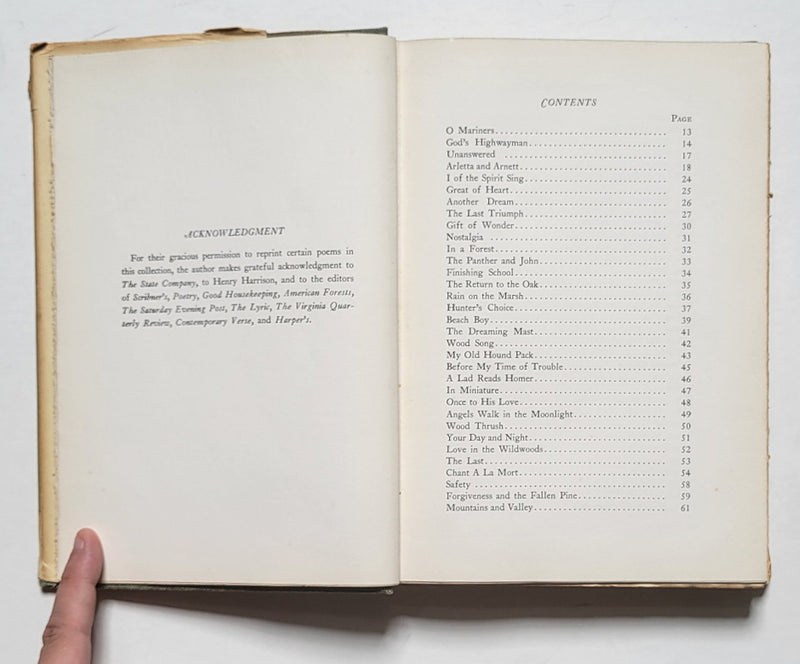 ACKNOWLEDGMENT
For their gracious permission to reprint certain poems in
this collection, the author makes grateful acknowledgment to
The State Company, to Henry Harrison, and to the editors
of Scribner's, Poetry, Good Housekeeping, American Forests,
The Saturday Evening Post, The Lyric, The Virginia Quar-
terly Review, Contemporary Verse, and Harper's.
CONTENTS
PAGE
O Mariners 13
God's Highwayman 14
Unanswered 17
Arletta and Arnett 18
I of the Spirit Sing 24
Great of Heart 25
Another Dream 26
The Last Triumph 27
Gift of Wonder 30
Nostalgia 31
In a Forest 32
The Panther and John 33
Finishing School 34
The Return to the Oak 35
Rain on the Marsh 36
Hunter's Choice 37
Beach Boy 39
The Dreaming Mast 41
Wood Song 42
My Old Hound Pack 43
Before My Time of Trouble 45
A Lad Reads Homer 46
In Miniature 47
Once to His Love 48
Angels Walk in the Moonlight 49
Wood Thrush 50
Your Day and Night 51
Love in the Wildwoods 52
The Last 53
Chant A La Mort 54
Safety 58
Forgiveness and the Fallen Pine 59
Mountains and Valley 61